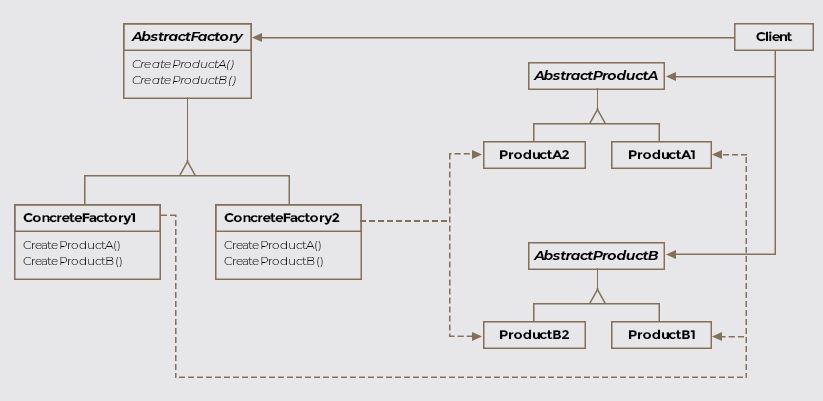 AbstractFactory
CreateProductA()
CreateProductB()
Client
AbstractProductA
ProductA2
ProductA1
ConcreteFactory1
CreateProductA()
CreateProductB()
ConcreteFactory2
CreateProductA()
CreateProductB()
AbstractProductB
ProductB2
ProductB1